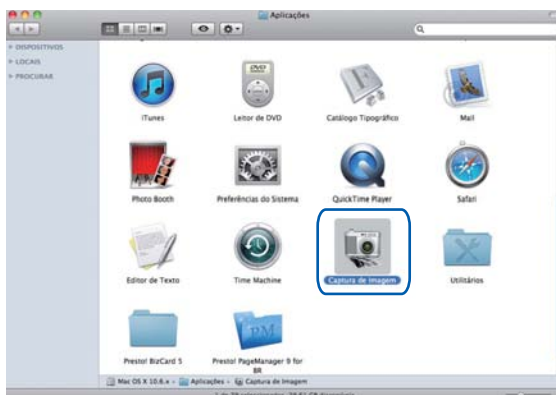 Aplicações
DISPOSITIVOS
LOCAIS
PROCURAR
iTunes
Leitor de DVD
Catálogo Tipográfico
Mail
Photo Booth
Preferências do Sistema
QuickTime Player
Safari
Editor de Texto
Time Machine
Captura de Imagem
Utilitários
Presto! BizCard 5
Presto! PageManager 9 for
BR
Mac OS X 10.6.x Aplicações Captura de Imagem